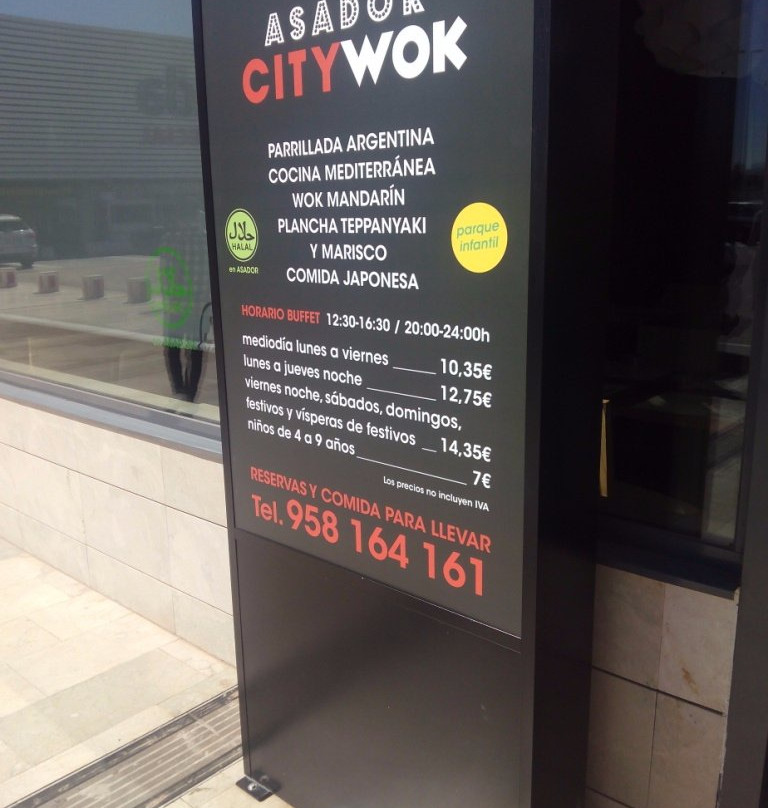 ASADOR
CITYWOK
PARRILLADA ARGENTINA
COCINA MEDITERRÁNEA
WOK MANDARÍN
PLANCHA TEPPANYAKI
Y MARISCO
COMIDA JAPONESA
حلال
HALAL
en ASADOR
parque
infantil
HORARIO BUFFET 12:30-16:30 / 20:00-24:00h
mediodía lunes a viernes 10,35€
lunes a jueves noche 12,75€
viernes noche, sábados, domingos,
festivos y vísperas de festivos 14,35€
niños de 4 a 9 años 7€
Los precios no incluyen IVA
RESERVAS Y COMIDA PARA LLEVAR
Tel. 958 164 161